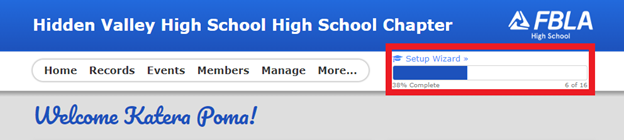 Hidden Valley High School High School Chapter
FBLA
High School
Home Records Events Members Manage More...
Setup Wizard »
38% Complete 6 of 16
Welcome Katera Poma!